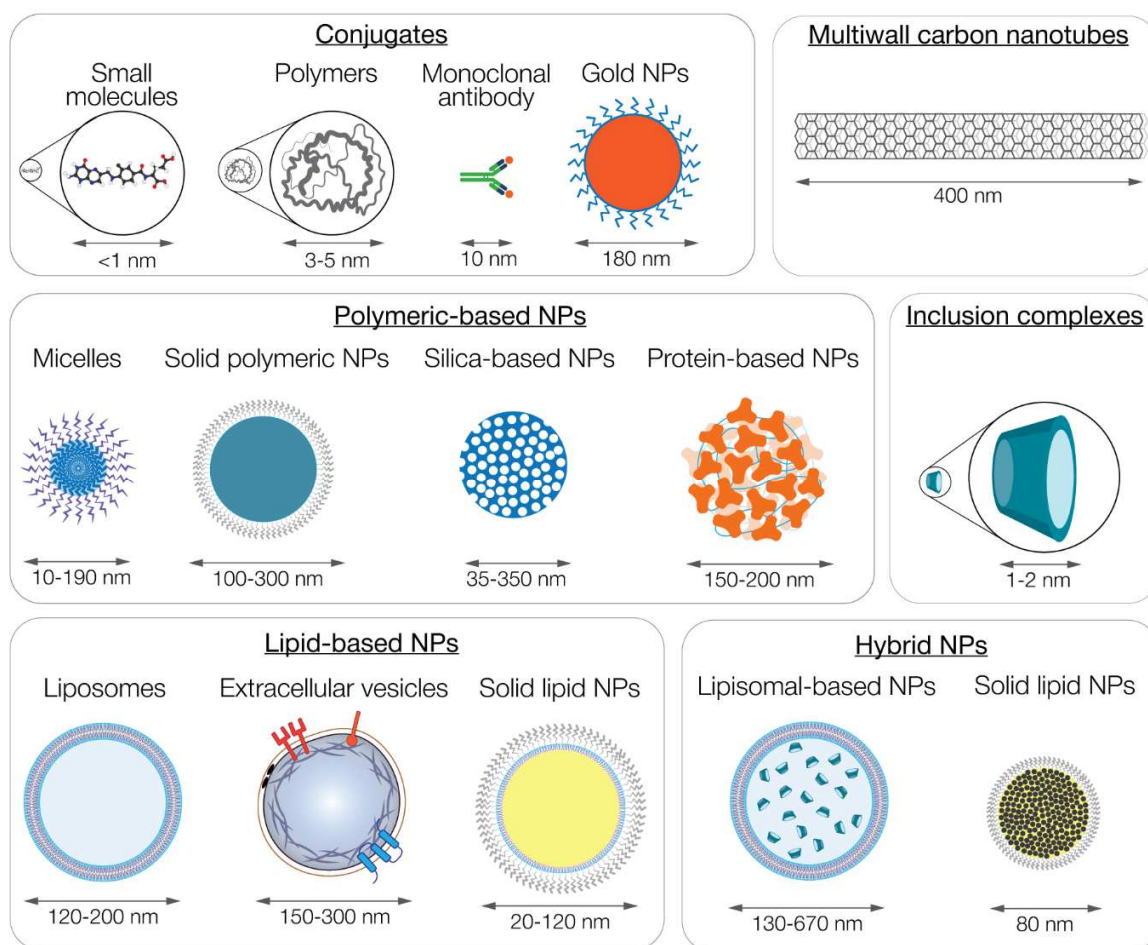 Conjugates
Small
molecules
Polymers
Monoclonal
antibody
Gold NPs
<1 nm
3-5 nm
10 nm
180 nm
Multiwall carbon nanotubes
400 nm
Polymeric-based NPs
Micelles
Solid polymeric NPs
Silica-based NPs
Protein-based NPs
10-190 nm
100-300 nm
35-350 nm
150-200 nm
Inclusion complexes
1-2 nm
Lipid-based NPs
Liposomes
Extracellular vesicles
Solid lipid NPs
120-200 nm
150-300 nm
20-120 nm
Hybrid NPs
Lipisomal-based NPs
Solid lipid NPs
130-670 nm
80 nm